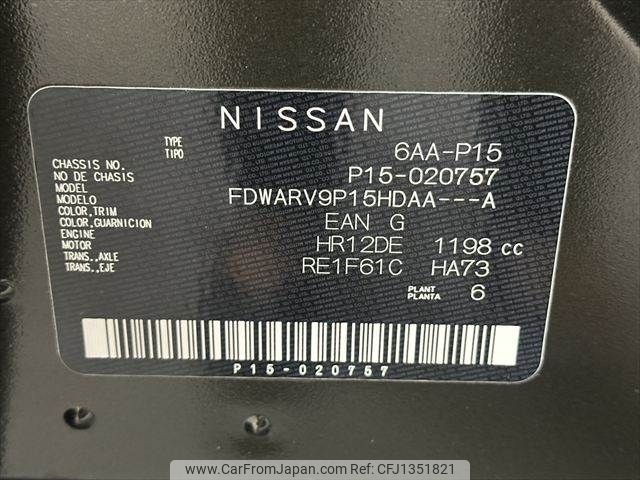 NISSAN
TYPE
TIPO 6AA-P15
CHASSIS NO.
NO DE CHASIS P15-020757
MODEL
MODELO FDWARV9P15HDAA---A
COLOR,TRIM
COLOR,GUARNICION EAN G
ENGINE
MOTOR HR12DE 1198 cc
TRANS.,AXLE
TRANS.,EJE RE1F61C HA73
PLANT
PLANTA 6
P15-020757
www.CarFromJapan.com - CFJ1351821